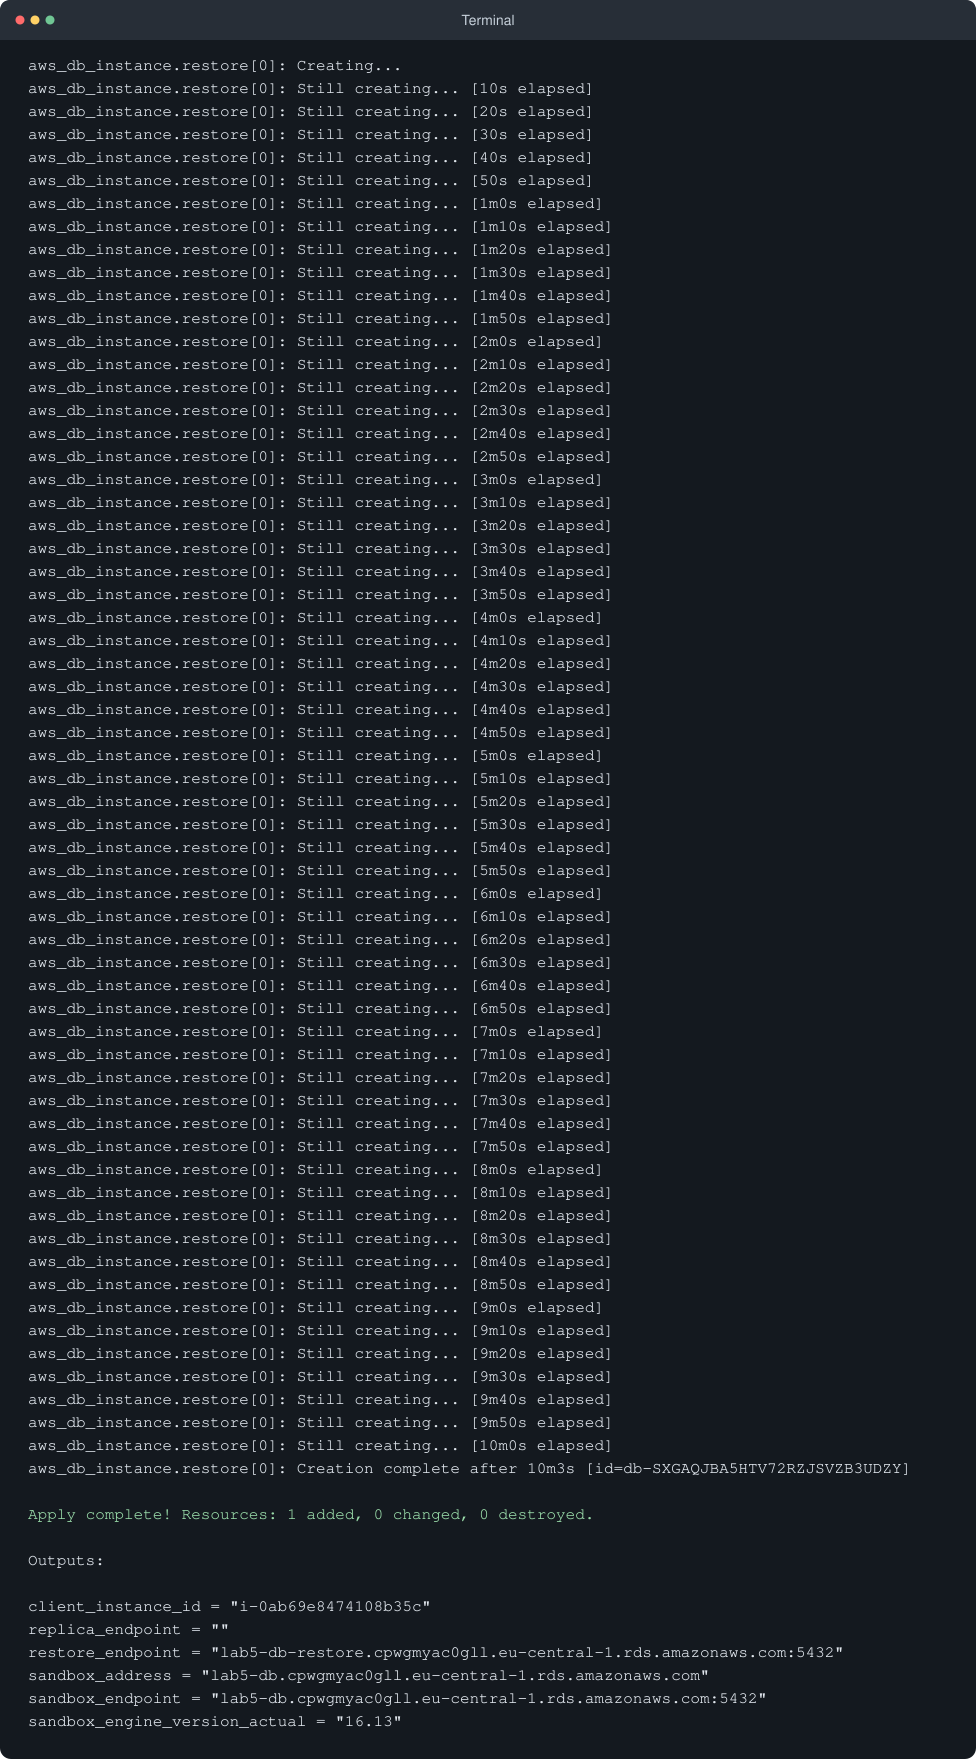 Terminal
aws_db_instance.restore[0]: Creating...
aws_db_instance.restore[0]: Still creating... [10s elapsed]
aws_db_instance.restore[0]: Still creating... [20s elapsed]
aws_db_instance.restore[0]: Still creating... [30s elapsed]
aws_db_instance.restore[0]: Still creating... [40s elapsed]
aws_db_instance.restore[0]: Still creating... [50s elapsed]
aws_db_instance.restore[0]: Still creating... [1m0s elapsed]
aws_db_instance.restore[0]: Still creating... [1m10s elapsed]
aws_db_instance.restore[0]: Still creating... [1m20s elapsed]
aws_db_instance.restore[0]: Still creating... [1m30s elapsed]
aws_db_instance.restore[0]: Still creating... [1m40s elapsed]
aws_db_instance.restore[0]: Still creating... [1m50s elapsed]
aws_db_instance.restore[0]: Still creating... [2m0s elapsed]
aws_db_instance.restore[0]: Still creating... [2m10s elapsed]
aws_db_instance.restore[0]: Still creating... [2m20s elapsed]
aws_db_instance.restore[0]: Still creating... [2m30s elapsed]
aws_db_instance.restore[0]: Still creating... [2m40s elapsed]
aws_db_instance.restore[0]: Still creating... [2m50s elapsed]
aws_db_instance.restore[0]: Still creating... [3m0s elapsed]
aws_db_instance.restore[0]: Still creating... [3m10s elapsed]
aws_db_instance.restore[0]: Still creating... [3m20s elapsed]
aws_db_instance.restore[0]: Still creating... [3m30s elapsed]
aws_db_instance.restore[0]: Still creating... [3m40s elapsed]
aws_db_instance.restore[0]: Still creating... [3m50s elapsed]
aws_db_instance.restore[0]: Still creating... [4m0s elapsed]
aws_db_instance.restore[0]: Still creating... [4m10s elapsed]
aws_db_instance.restore[0]: Still creating... [4m20s elapsed]
aws_db_instance.restore[0]: Still creating... [4m30s elapsed]
aws_db_instance.restore[0]: Still creating... [4m40s elapsed]
aws_db_instance.restore[0]: Still creating... [4m50s elapsed]
aws_db_instance.restore[0]: Still creating... [5m0s elapsed]
aws_db_instance.restore[0]: Still creating... [5m10s elapsed]
aws_db_instance.restore[0]: Still creating... [5m20s elapsed]
aws_db_instance.restore[0]: Still creating... [5m30s elapsed]
aws_db_instance.restore[0]: Still creating... [5m40s elapsed]
aws_db_instance.restore[0]: Still creating... [5m50s elapsed]
aws_db_instance.restore[0]: Still creating... [6m0s elapsed]
aws_db_instance.restore[0]: Still creating... [6m10s elapsed]
aws_db_instance.restore[0]: Still creating... [6m20s elapsed]
aws_db_instance.restore[0]: Still creating... [6m30s elapsed]
aws_db_instance.restore[0]: Still creating... [6m40s elapsed]
aws_db_instance.restore[0]: Still creating... [6m50s elapsed]
aws_db_instance.restore[0]: Still creating... [7m0s elapsed]
aws_db_instance.restore[0]: Still creating... [7m10s elapsed]
aws_db_instance.restore[0]: Still creating... [7m20s elapsed]
aws_db_instance.restore[0]: Still creating... [7m30s elapsed]
aws_db_instance.restore[0]: Still creating... [7m40s elapsed]
aws_db_instance.restore[0]: Still creating... [7m50s elapsed]
aws_db_instance.restore[0]: Still creating... [8m0s elapsed]
aws_db_instance.restore[0]: Still creating... [8m10s elapsed]
aws_db_instance.restore[0]: Still creating... [8m20s elapsed]
aws_db_instance.restore[0]: Still creating... [8m30s elapsed]
aws_db_instance.restore[0]: Still creating... [8m40s elapsed]
aws_db_instance.restore[0]: Still creating... [8m50s elapsed]
aws_db_instance.restore[0]: Still creating... [9m0s elapsed]
aws_db_instance.restore[0]: Still creating... [9m10s elapsed]
aws_db_instance.restore[0]: Still creating... [9m20s elapsed]
aws_db_instance.restore[0]: Still creating... [9m30s elapsed]
aws_db_instance.restore[0]: Still creating... [9m40s elapsed]
aws_db_instance.restore[0]: Still creating... [9m50s elapsed]
aws_db_instance.restore[0]: Still creating... [10m0s elapsed]
aws_db_instance.restore[0]: Creation complete after 10m3s [id=db-SXGAQJBA5HTV72RZJSVZB3UDZY]
Apply complete! Resources: 1 added, 0 changed, 0 destroyed.
Outputs:
client_instance_id = "i-0ab69e8474108b35c"
replica_endpoint = ""
restore_endpoint = "lab5-db-restore.cpwgmyac0gll.eu-central-1.rds.amazonaws.com:5432"
sandbox_address = "lab5-db.cpwgmyac0gll.eu-central-1.rds.amazonaws.com"
sandbox_endpoint = "lab5-db.cpwgmyac0gll.eu-central-1.rds.amazonaws.com:5432"
sandbox_engine_version_actual = "16.13"